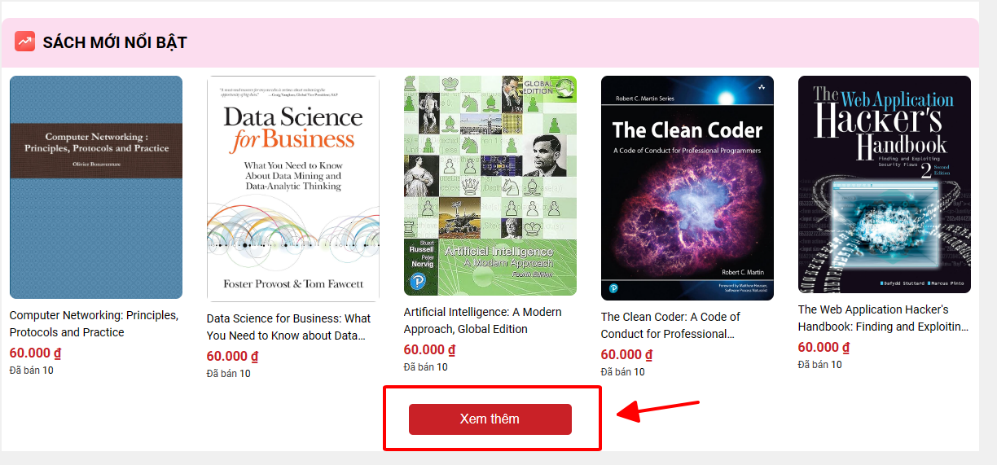 SÁCH MỚI NỔI BẬT
Computer Networking :
Principles, Protocols and Practice
Olivier Bonaventure
Data Science
for Business
What You Need to Know
About Data Mining and
Data-Analytic Thinking
Foster Provost & Tom Fawcett
GLOBAL
EDITION
Stuart
Russell
Peter
Norvig
Artificial Intelligence
A Modern Approach
Fourth Edition
Robert C. Martin Series
The Clean Coder
A Code of Conduct for Professional Programmers
Robert C. Martin
The Web Application
Hacker's
Handbook
Finding and Exploiting
Security Flaws
2 Second
Edition
Dafydd Stuttard Marcus Pinto
Computer Networking: Principles,
Protocols and Practice
60.000 ₫
Đã bán 10
Data Science for Business: What
You Need to Know about Data...
60.000 ₫
Đã bán 10
Artificial Intelligence: A Modern
Approach, Global Edition
60.000 ₫
Đã bán 10
The Clean Coder: A Code of
Conduct for Professional...
60.000 ₫
Đã bán 10
The Web Application Hacker's
Handbook: Finding and Exploitin...
60.000 ₫
Đã bán 10
Xem thêm